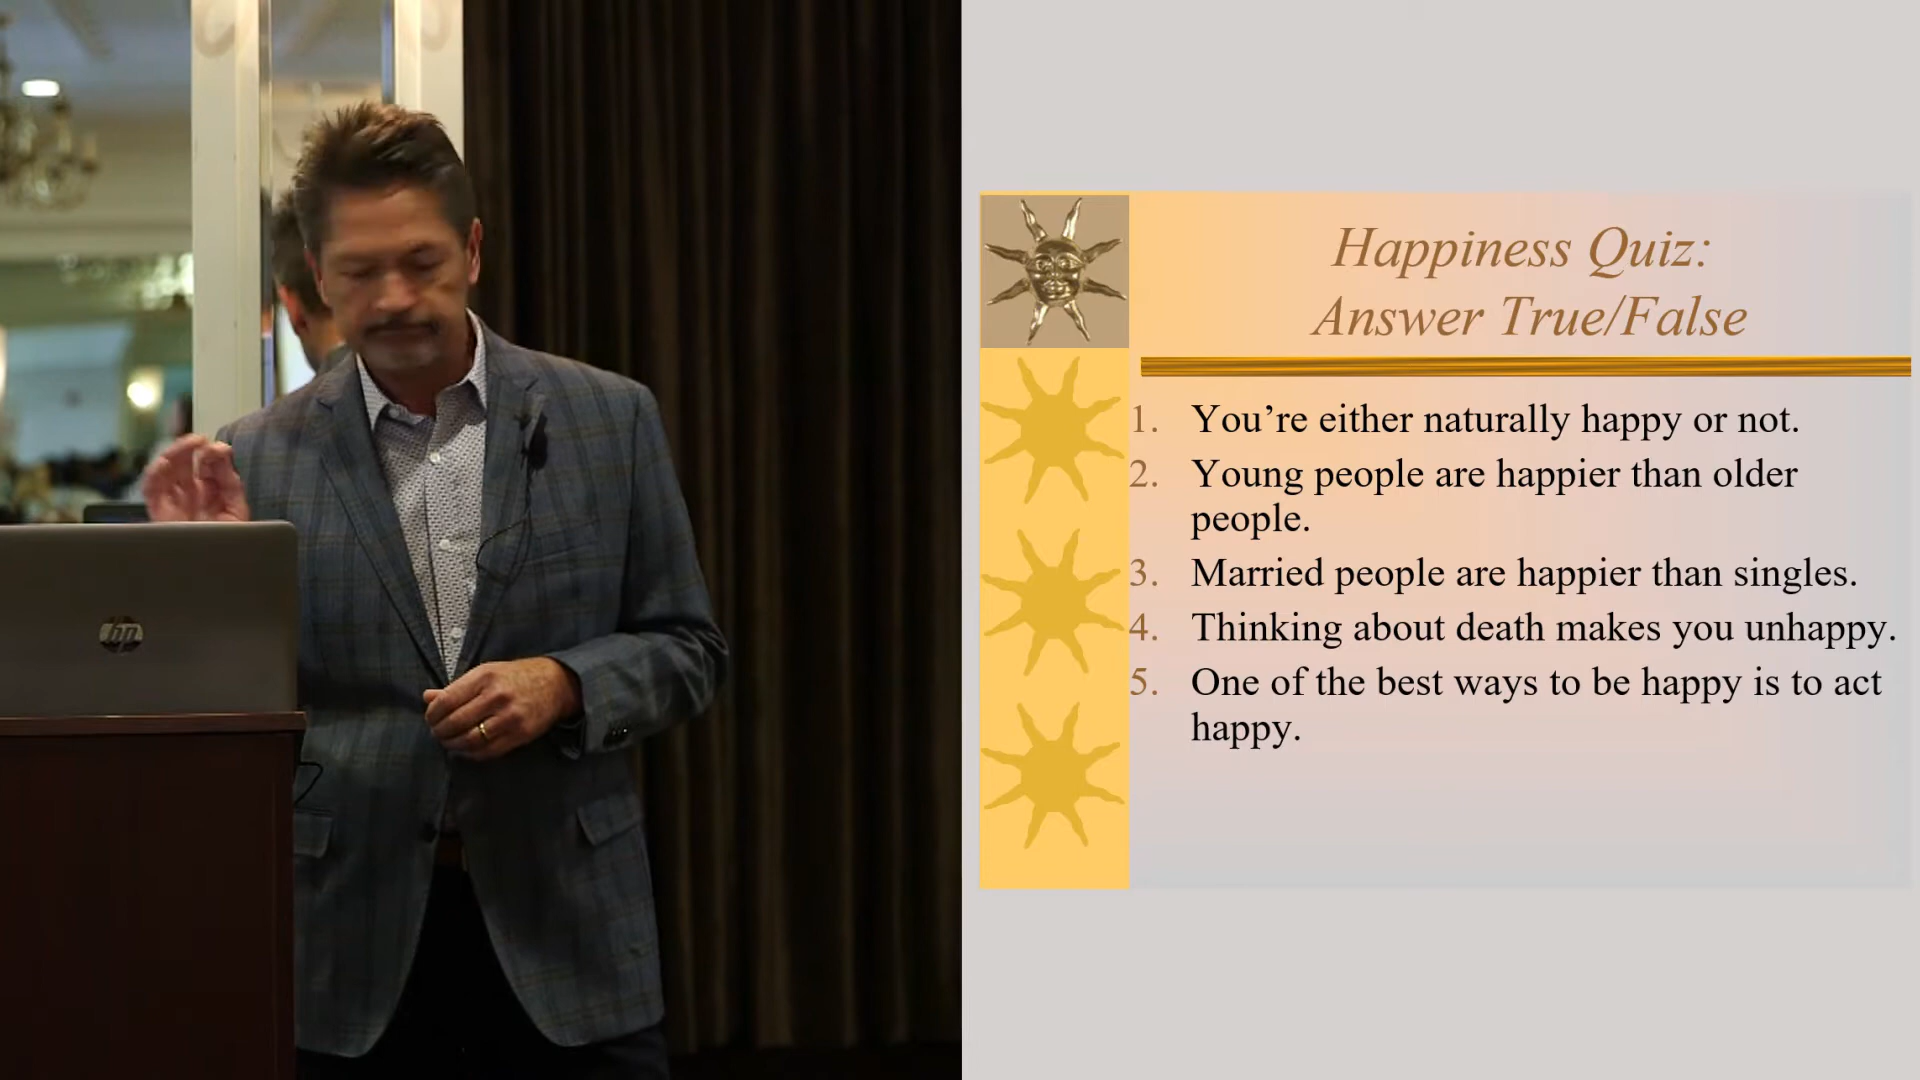 hp
Happiness Quiz:
Answer True/False
1. You’re either naturally happy or not.
2. Young people are happier than older
people.
3. Married people are happier than singles.
4. Thinking about death makes you unhappy.
5. One of the best ways to be happy is to act
happy.